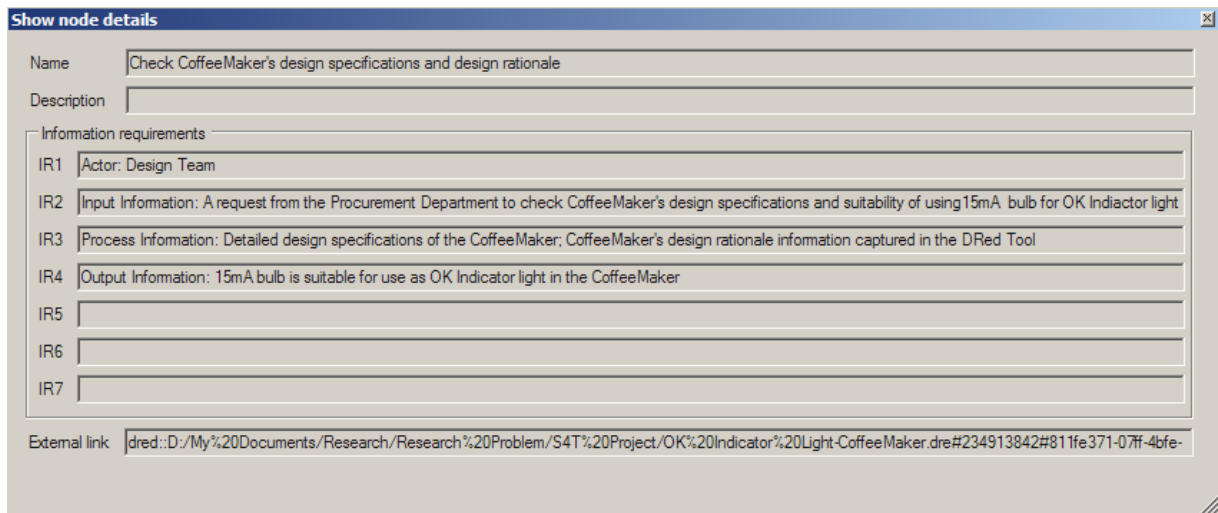 Show node details
Name Check CoffeeMaker's design specifications and design rationale
Description
Information requirements
IR1 Actor: Design Team
IR2 Input Information: A request from the Procurement Department to check CoffeeMaker's design specifications and suitability of using15mA bulb for OK Indiactor light
IR3 Process Information: Detailed design specifications of the CoffeeMaker; CoffeeMaker's design rationale information captured in the DRed Tool
IR4 Output Information: 15mA bulb is suitable for use as OK Indicator light in the CoffeeMaker
IR5
IR6
IR7
External link dred::D:/My%20Documents/Research/Research%20Problem/S4T%20Project/OK%20Indicator%20Light-CoffeeMaker.dre#234913842#811fe371-07ff-4bfe-